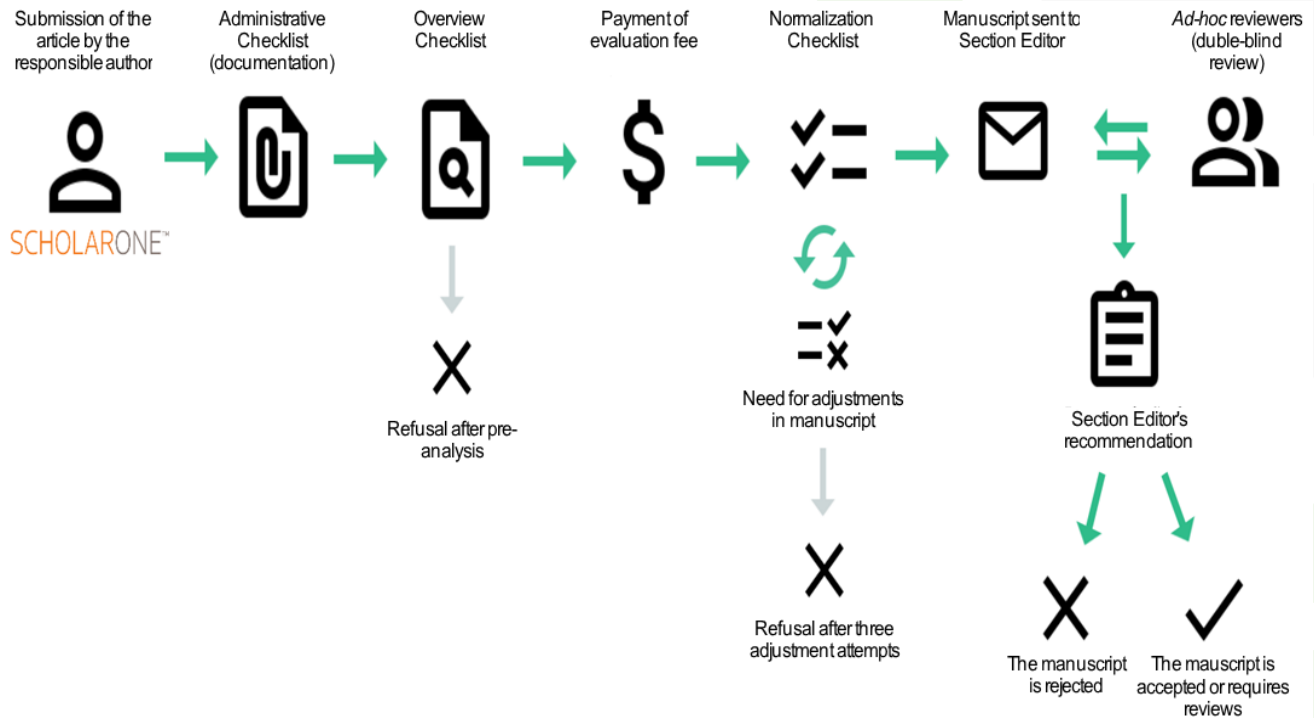 Submission of the
article by the
responsible author
Administrative
Checklist
(documentation)
Overview
Checklist
Payment of
evaluation fee
Normalization
Checklist
Manuscript sent to
Section Editor
Ad-hoc reviewers
(duble-blind
review)
SCHOLARONE™
Refusal after pre-
analysis
Need for adjustments
in manuscript
Section Editor's
recommendation
Refusal after three
adjustment attempts
The manuscript
is rejected
The mauscript is
accepted or requires
reviews